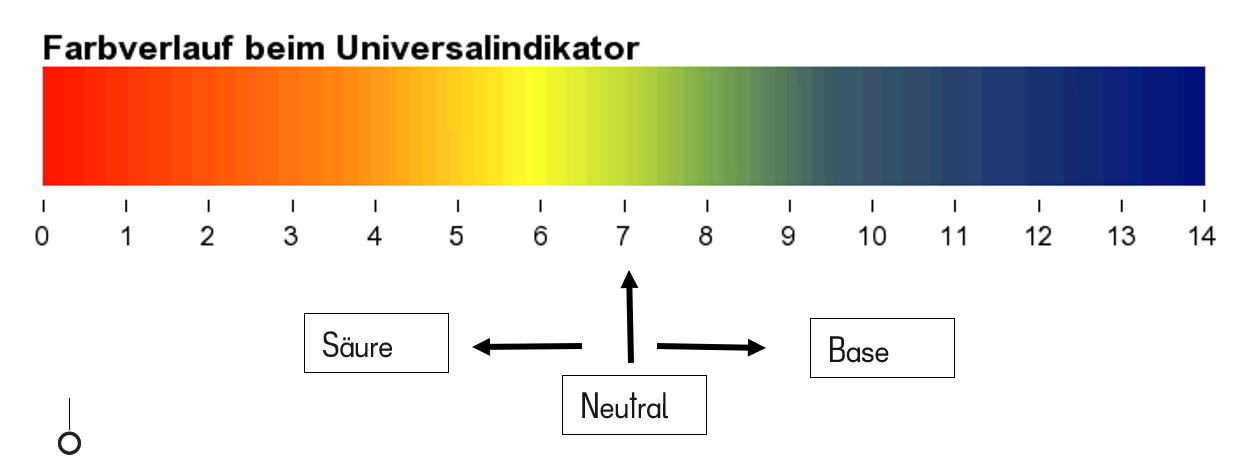 Farbverlauf beim Universalindikator
0 1 2 3 4 5 6 7 8 9 10 11 12 13 14
Säure Base
Neutral